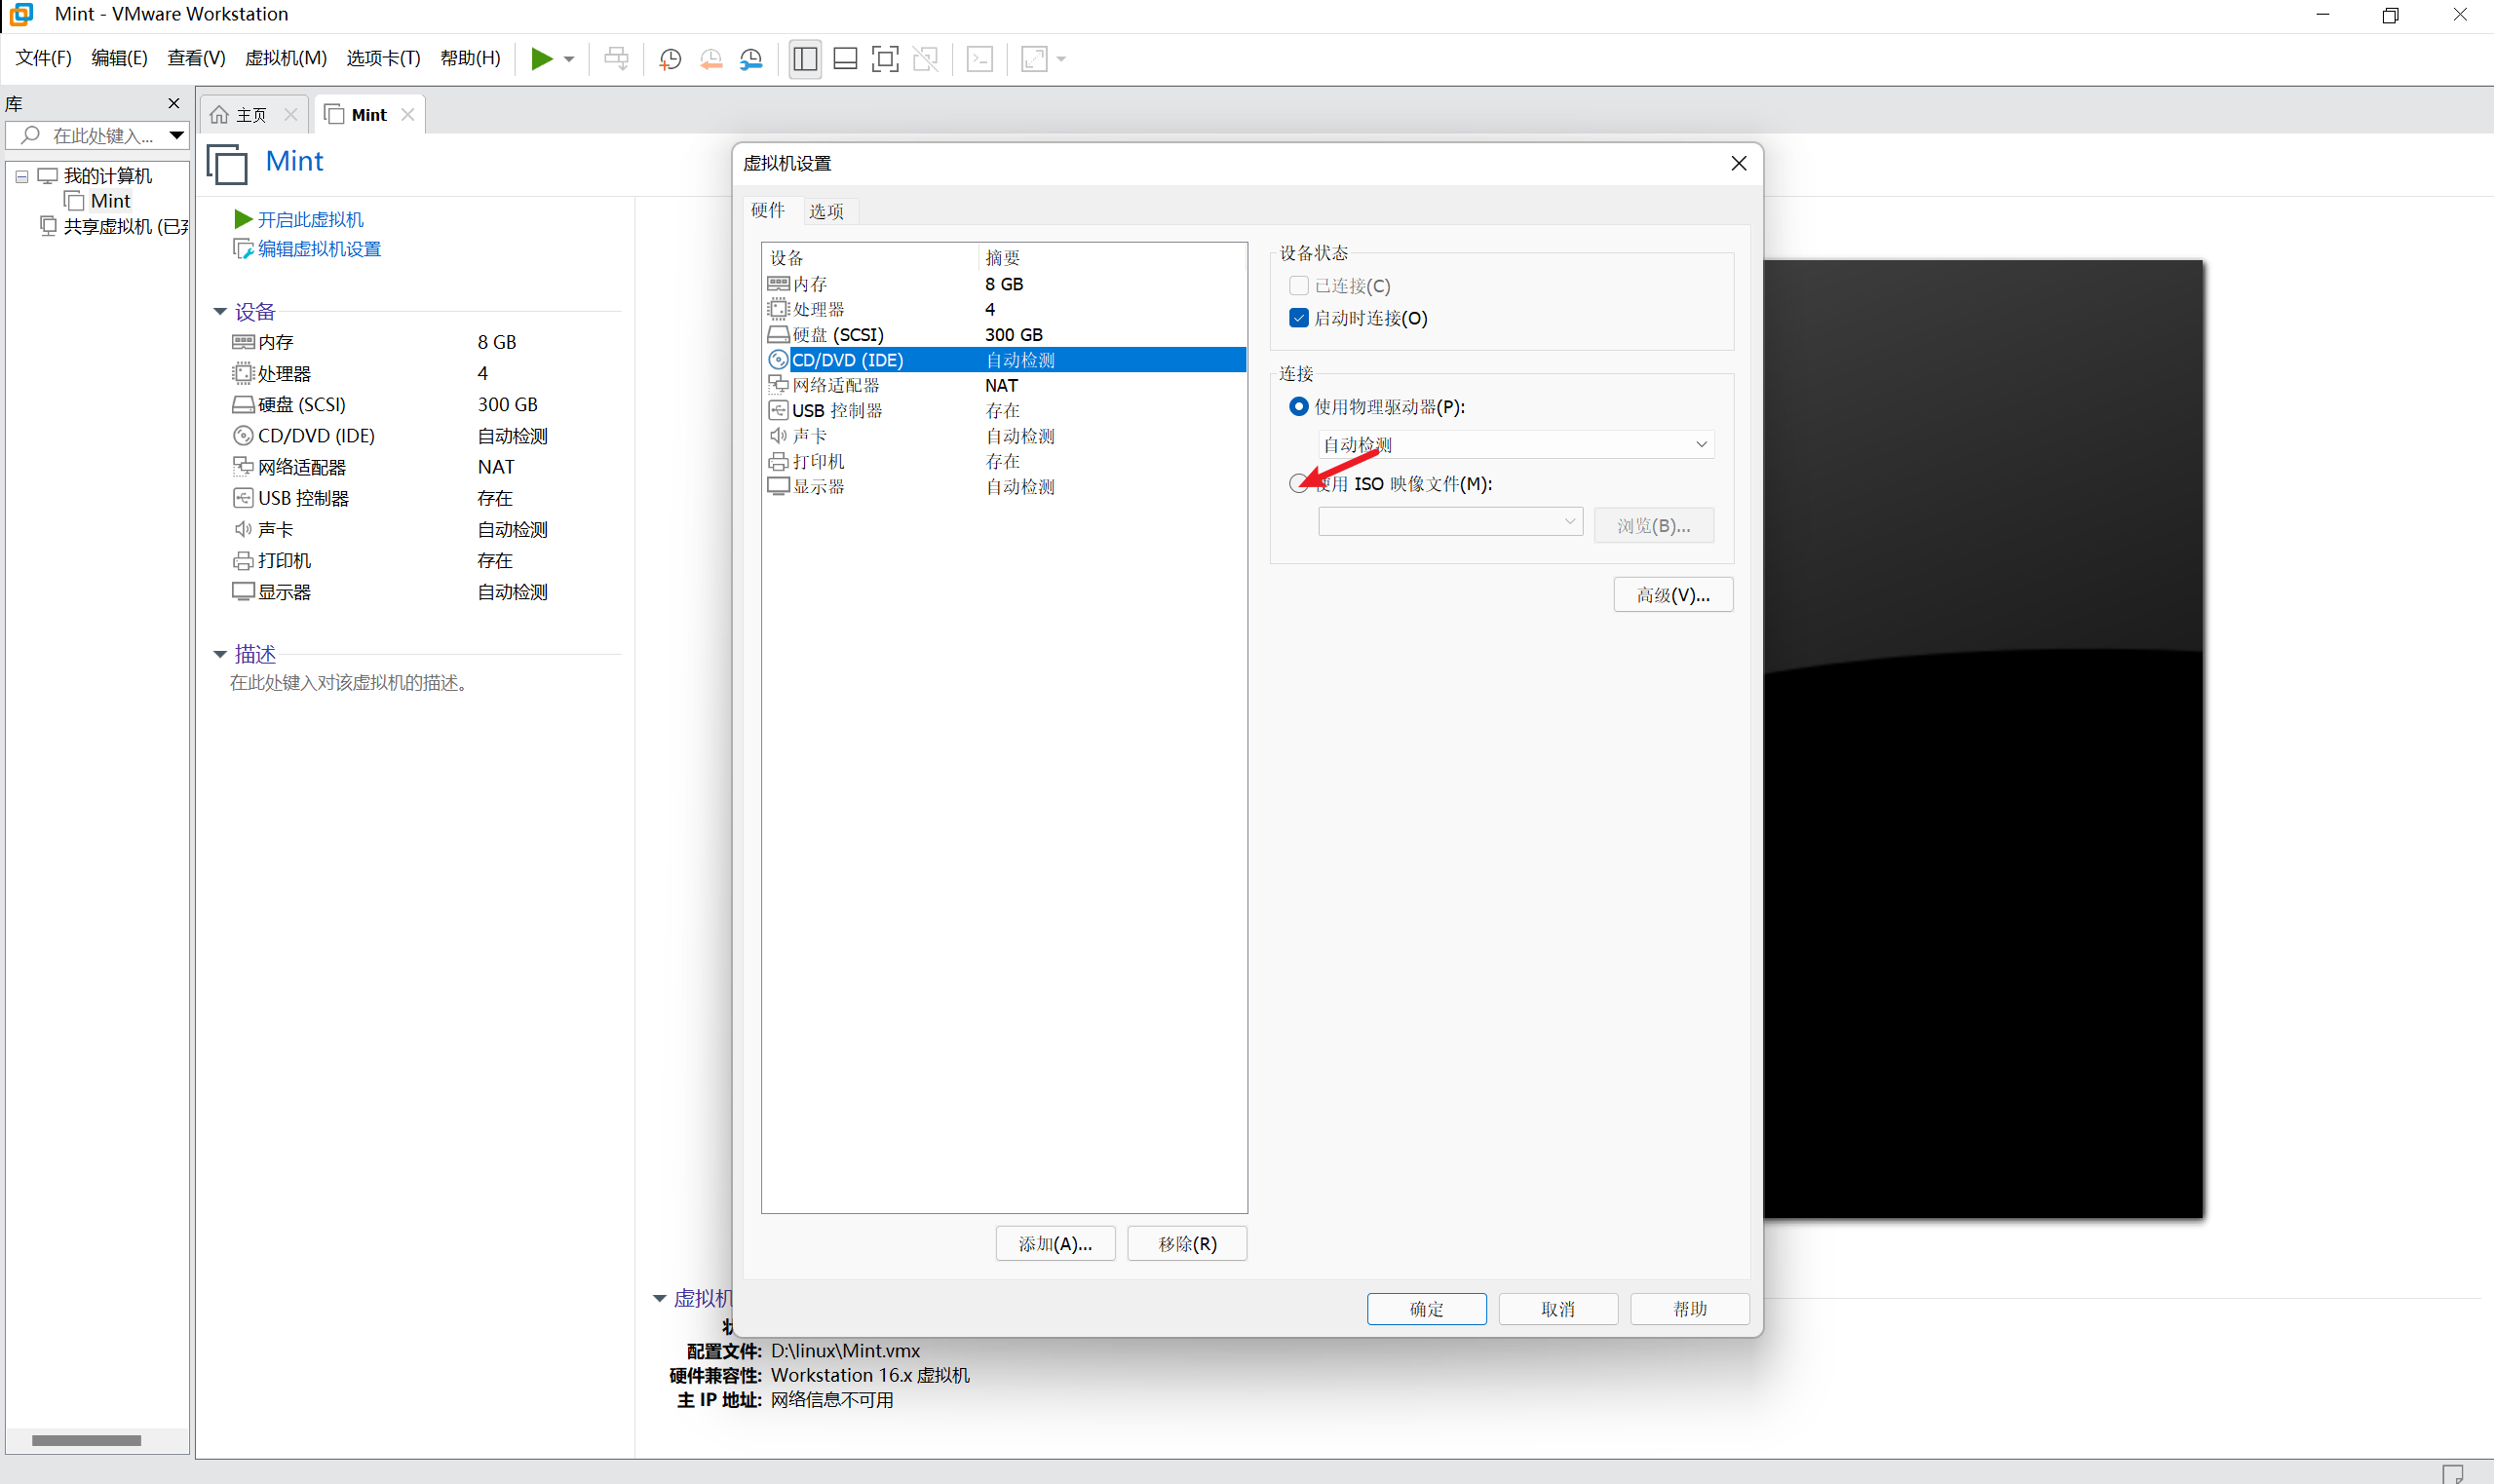 Mint - VMware Workstation
文件(F) 编辑(E) 查看(V) 虚拟机(M) 选项卡(T) 帮助(H)
库
在此处键入...
我的计算机
Mint
共享虚拟机 (已
主页
Mint
Mint
开启此虚拟机
编辑虚拟机设置
设备
内存 8 GB
处理器 4
硬盘 (SCSI) 300 GB
CD/DVD (IDE) 自动检测
网络适配器 NAT
USB 控制器 存在
声卡 自动检测
打印机 存在
显示器 自动检测
描述
在此处键入对该虚拟机的描述。
虚拟机设置
硬件 选项
设备 摘要
内存 8 GB
处理器 4
硬盘 (SCSI) 300 GB
CD/DVD (IDE) 自动检测
网络适配器 NAT
USB 控制器 存在
声卡 自动检测
打印机 存在
显示器 自动检测
添加(A)... 移除(R)
设备状态
已连接(C)
启动时连接(O)
连接
使用物理驱动器(P):
自动检测
使用 ISO 映像文件(M):
浏览(B)...
高级(V)...
确定 取消 帮助
虚拟机
配置文件: D:\linux\Mint.vmx
硬件兼容性: Workstation 16.x 虚拟机
主 IP 地址: 网络信息不可用